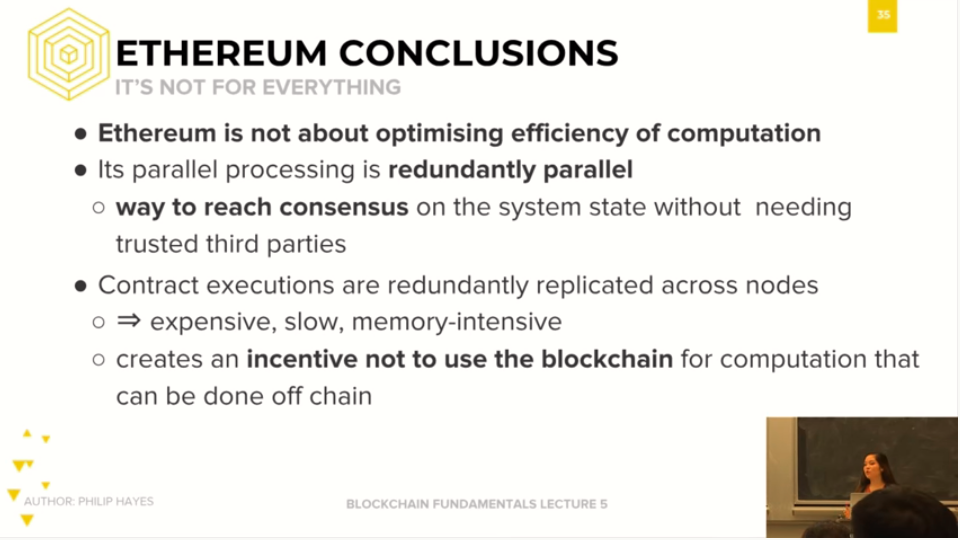 35
ETHEREUM CONCLUSIONS
IT'S NOT FOR EVERYTHING
● Ethereum is not about optimising efficiency of computation
● Its parallel processing is redundantly parallel
○ way to reach consensus on the system state without needing
trusted third parties
● Contract executions are redundantly replicated across nodes
○ ⇒ expensive, slow, memory-intensive
○ creates an incentive not to use the blockchain for computation that
can be done off chain
AUTHOR: PHILIP HAYES
BLOCKCHAIN FUNDAMENTALS LECTURE 5